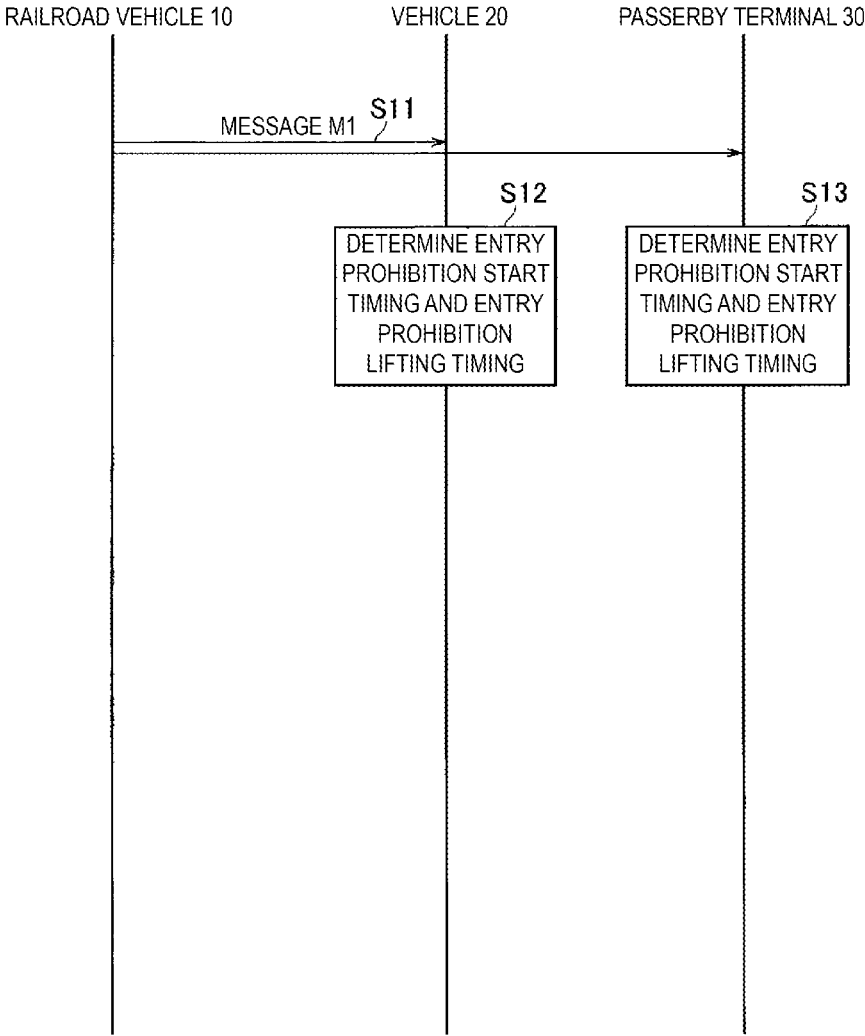 RAILROAD VEHICLE 10
VEHICLE 20
PASSERBY TERMINAL 30
S11
MESSAGE M1
S12
DETERMINE ENTRY
PROHIBITION START
TIMING AND ENTRY
PROHIBITION
LIFTING TIMING
S13
DETERMINE ENTRY
PROHIBITION START
TIMING AND ENTRY
PROHIBITION
LIFTING TIMING